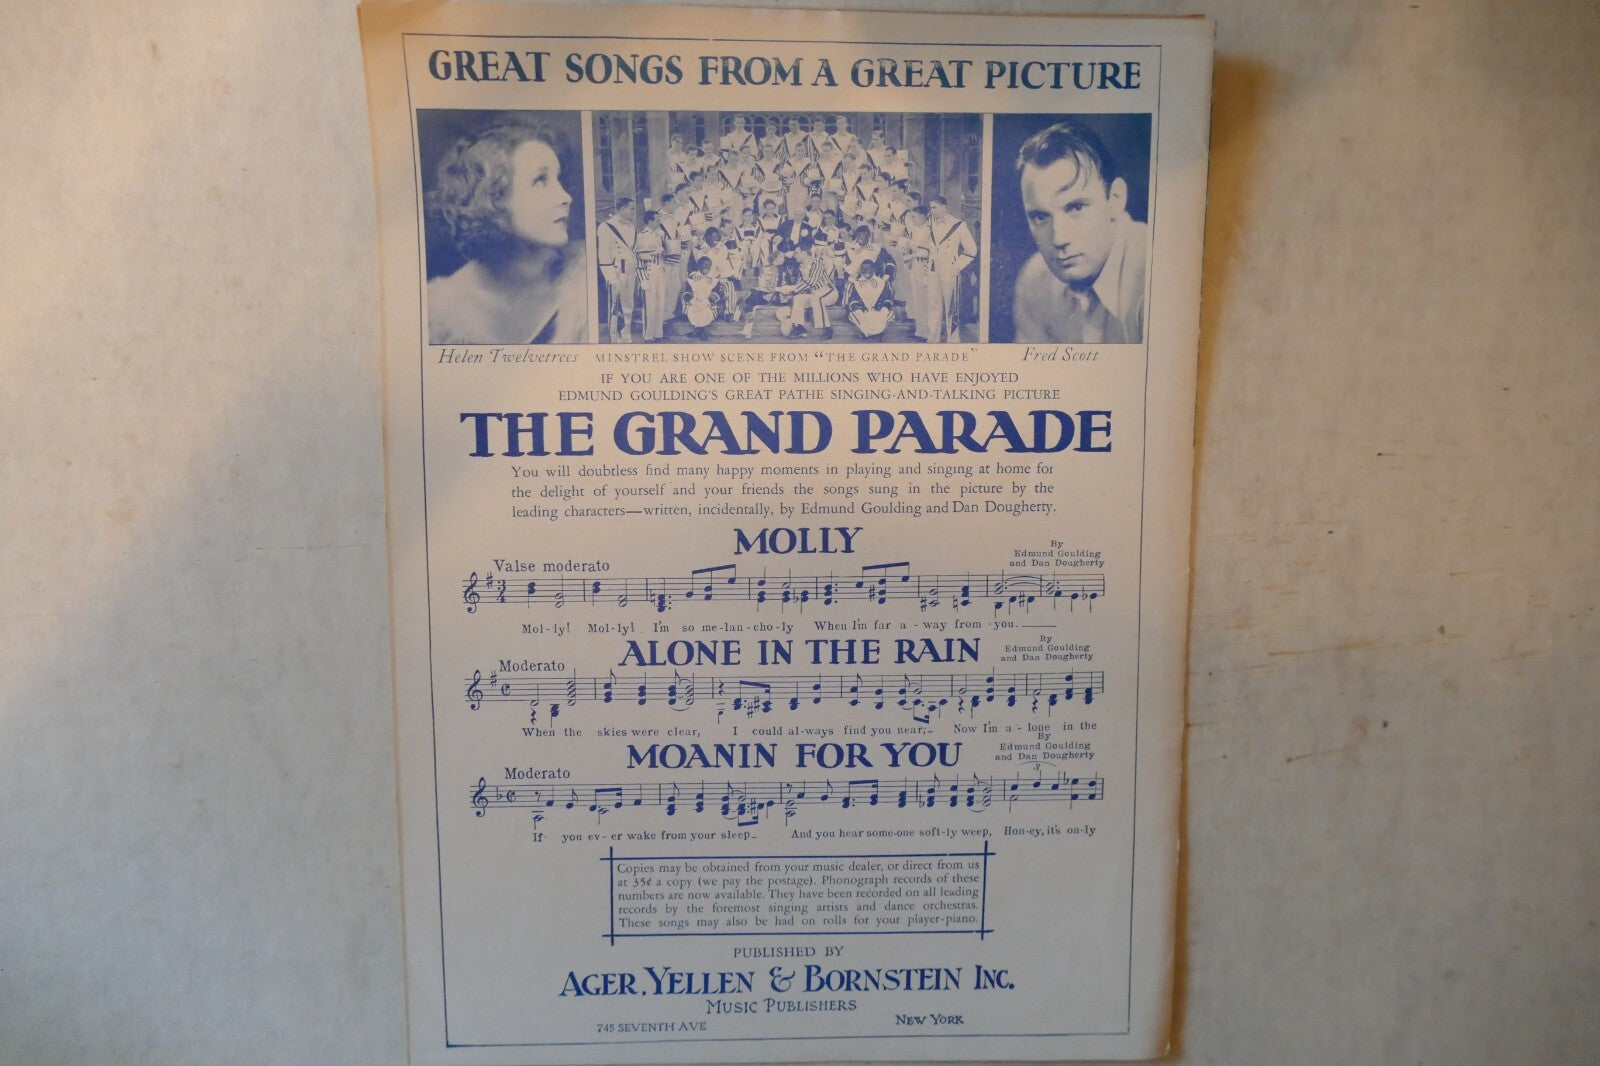 GREAT SONGS FROM A GREAT PICTURE
Helen Twelvetrees
MINSTREL SHOW SCENE FROM "THE GRAND PARADE"
Fred Scott
IF YOU ARE ONE OF THE MILLIONS WHO HAVE ENJOYED
EDMUND GOULDING'S GREAT PATHE SINGING-AND-TALKING PICTURE
THE GRAND PARADE
You will doubtless find many happy moments in playing and singing at home for
the delight of yourself and your friends the songs sung in the picture by the
leading characters—written, incidentally, by Edmund Goulding and Dan Dougherty.
MOLLY
By
Edmund Goulding
and Dan Dougherty
Valse moderato
Mol-ly! Mol-ly! I'm so me-lan-cho-ly When I'm far a-way from you.
ALONE IN THE RAIN
By
Edmund Goulding
and Dan Dougherty
Moderato
When the skies were clear, I could al-ways find you near; Now I'm a-lone in the
MOANIN FOR YOU
By
Edmund Goulding
and Dan Dougherty
Moderato
3
If you ev-er wake from your sleep And you hear some-one soft-ly weep, Hon-ey, it's on-ly
Copies may be obtained from your music dealer, or direct from us
at 35¢ a copy (we pay the postage). Phonograph records of these
numbers are now available. They have been recorded on all leading
records by the foremost singing artists and dance orchestras.
These songs may also be had on rolls for your player-piano.
PUBLISHED BY
AGER, YELLEN & BORNSTEIN INC.
MUSIC PUBLISHERS
745 SEVENTH AVE
NEW YORK